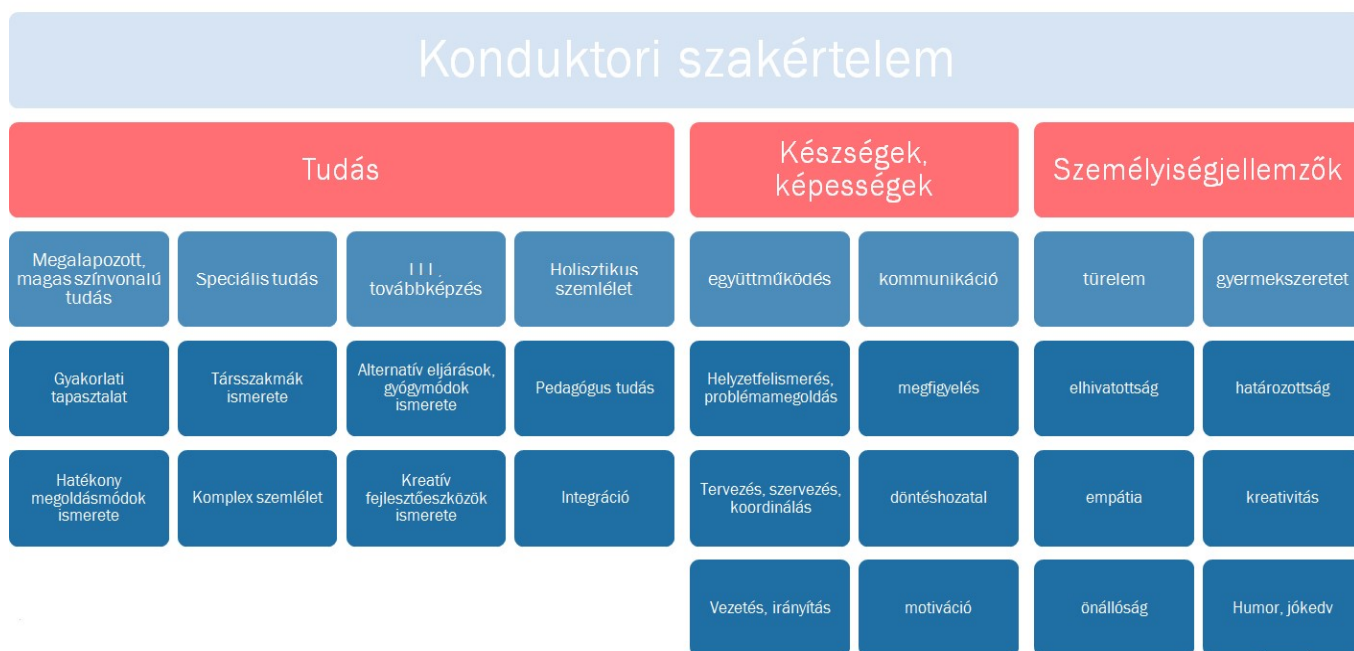 Konduktori szakértelem
Tudás
Készségek,
képességek
Személyiségjellemzők
Megalapozott,
magas színvonalú
tudás
Speciális tudás
továbbképzés
Holisztikus
szemlélet
együttműködés
kommunikáció
türelem
gyermekszeretet
Gyakorlati
tapasztalat
Társszakmák
ismerete
Alternatív eljárások,
gyógymódok
ismerete
Pedagógus tudás
Helyzetfelismerés,
problémamegoldás
megfigyelés
elhivatottság
határozottság
Hatékony
megoldásmódok
ismerete
Komplex szemlélet
Kreatív
fejlesztőeszközök
ismerete
Integráció
Tervezés, szervezés,
koordinálás
döntéshozatal
empátia
kreativitás
Vezetés, irányítás
motiváció
önállóság
Humor, jókedv